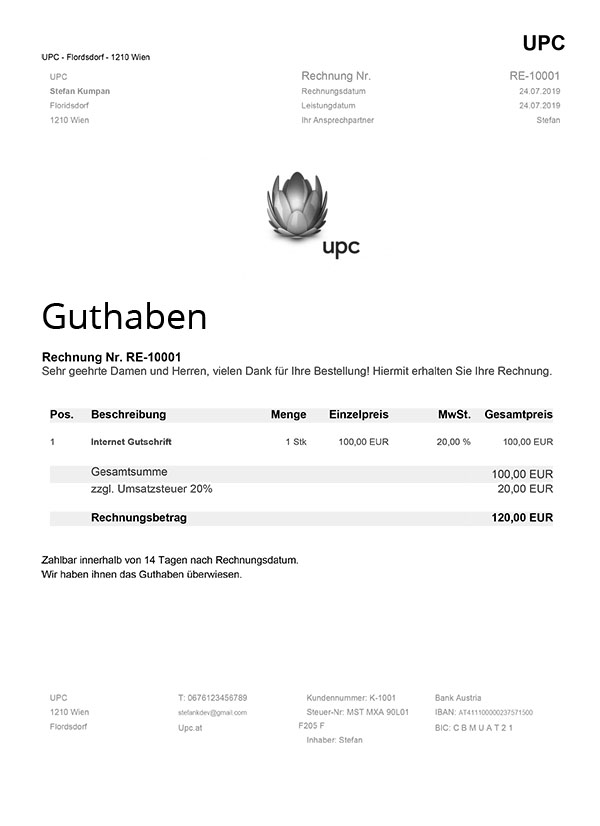 UPC
UPC - Flordsdorf - 1210 Wien
UPC
Stefan Kumpan
Floridsdorf
1210 Wien
Rechnung Nr. RE-10001
Rechnungsdatum 24.07.2019
Leistungdatum 24.07.2019
Ihr Ansprechpartner Stefan
upc
Guthaben
Rechnung Nr. RE-10001
Sehr geehrte Damen und Herren, vielen Dank für Ihre Bestellung! Hiermit erhalten Sie Ihre Rechnung.
Pos. Beschreibung Menge Einzelpreis MwSt. Gesamtpreis
1 Internet Gutschrift 1 Stk 100,00 EUR 20,00 % 100,00 EUR
Gesamtsumme 100,00 EUR
zzgl. Umsatzsteuer 20% 20,00 EUR
Rechnungsbetrag 120,00 EUR
Zahlbar innerhalb von 14 Tagen nach Rechnungsdatum.
Wir haben ihnen das Guthaben überwiesen.
UPC
1210 Wien
Flordsdorf
T: 0676123456789
stefankdev@gmail.com
Upc.at
Kundennummer: K-1001
Steuer-Nr: MST MXA 90L01
F205 F
Inhaber: Stefan
Bank Austria
IBAN: AT411100000237571500
BIC: C B M U A T 2 1